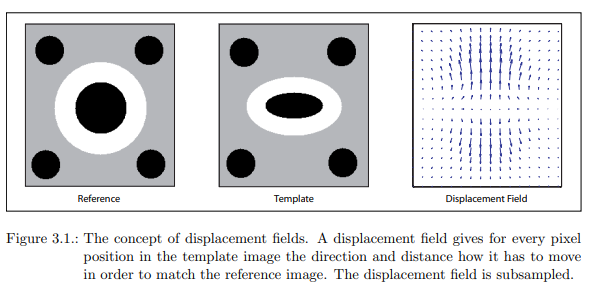 Reference
Template
Displacement Field
Figure 3.1.: The concept of displacement fields. A displacement field gives for every pixel
position in the template image the direction and distance how it has to move
in order to match the reference image. The displacement field is subsampled.